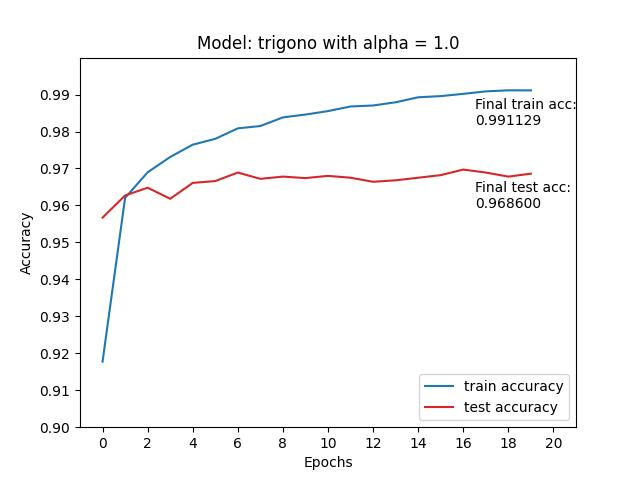 Model: trigono with alpha = 1.0
0.99
0.98
0.97
0.96
0.95
0.94
0.93
0.92
0.91
0.90
Accuracy
Final train acc:
0.991129
Final test acc:
0.968600
train accuracy
test accuracy
0 2 4 6 8 10 12 14 16 18 20
Epochs